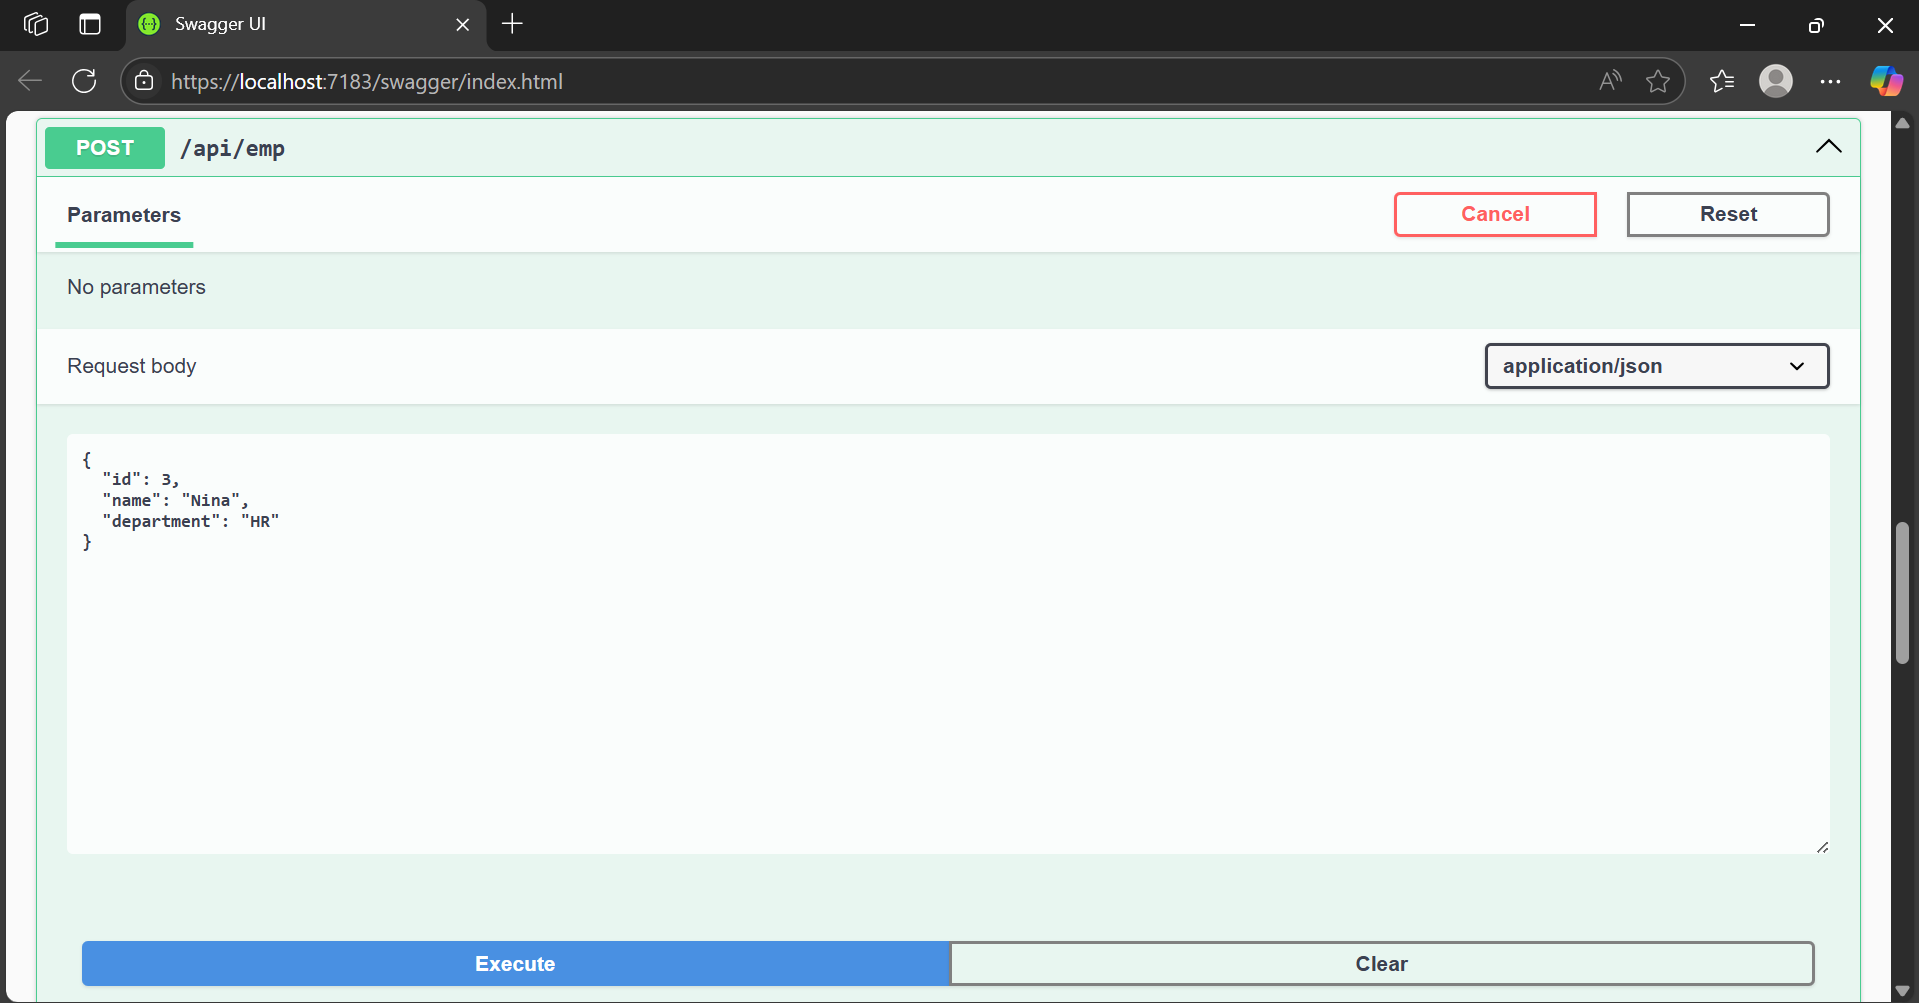 Swagger UI
https://localhost:7183/swagger/index.html
POST /api/emp
Parameters
Cancel
Reset
No parameters
Request body
application/json
{
  "id": 3,
  "name": "Nina",
  "department": "HR"
}
Execute
Clear